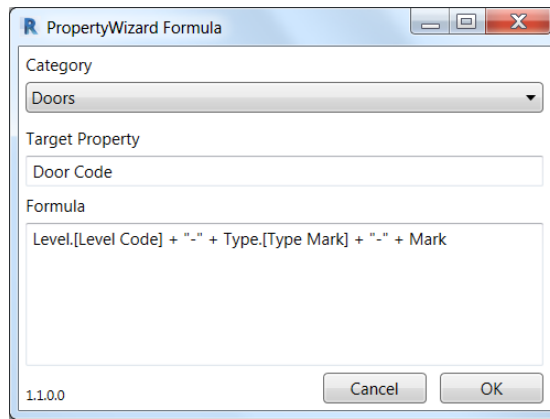 R PropertyWizard Formula
Category
Doors
Target Property
Door Code
Formula
Level.[Level Code] + "-" + Type.[Type Mark] + "-" + Mark
1.1.0.0
Cancel
OK